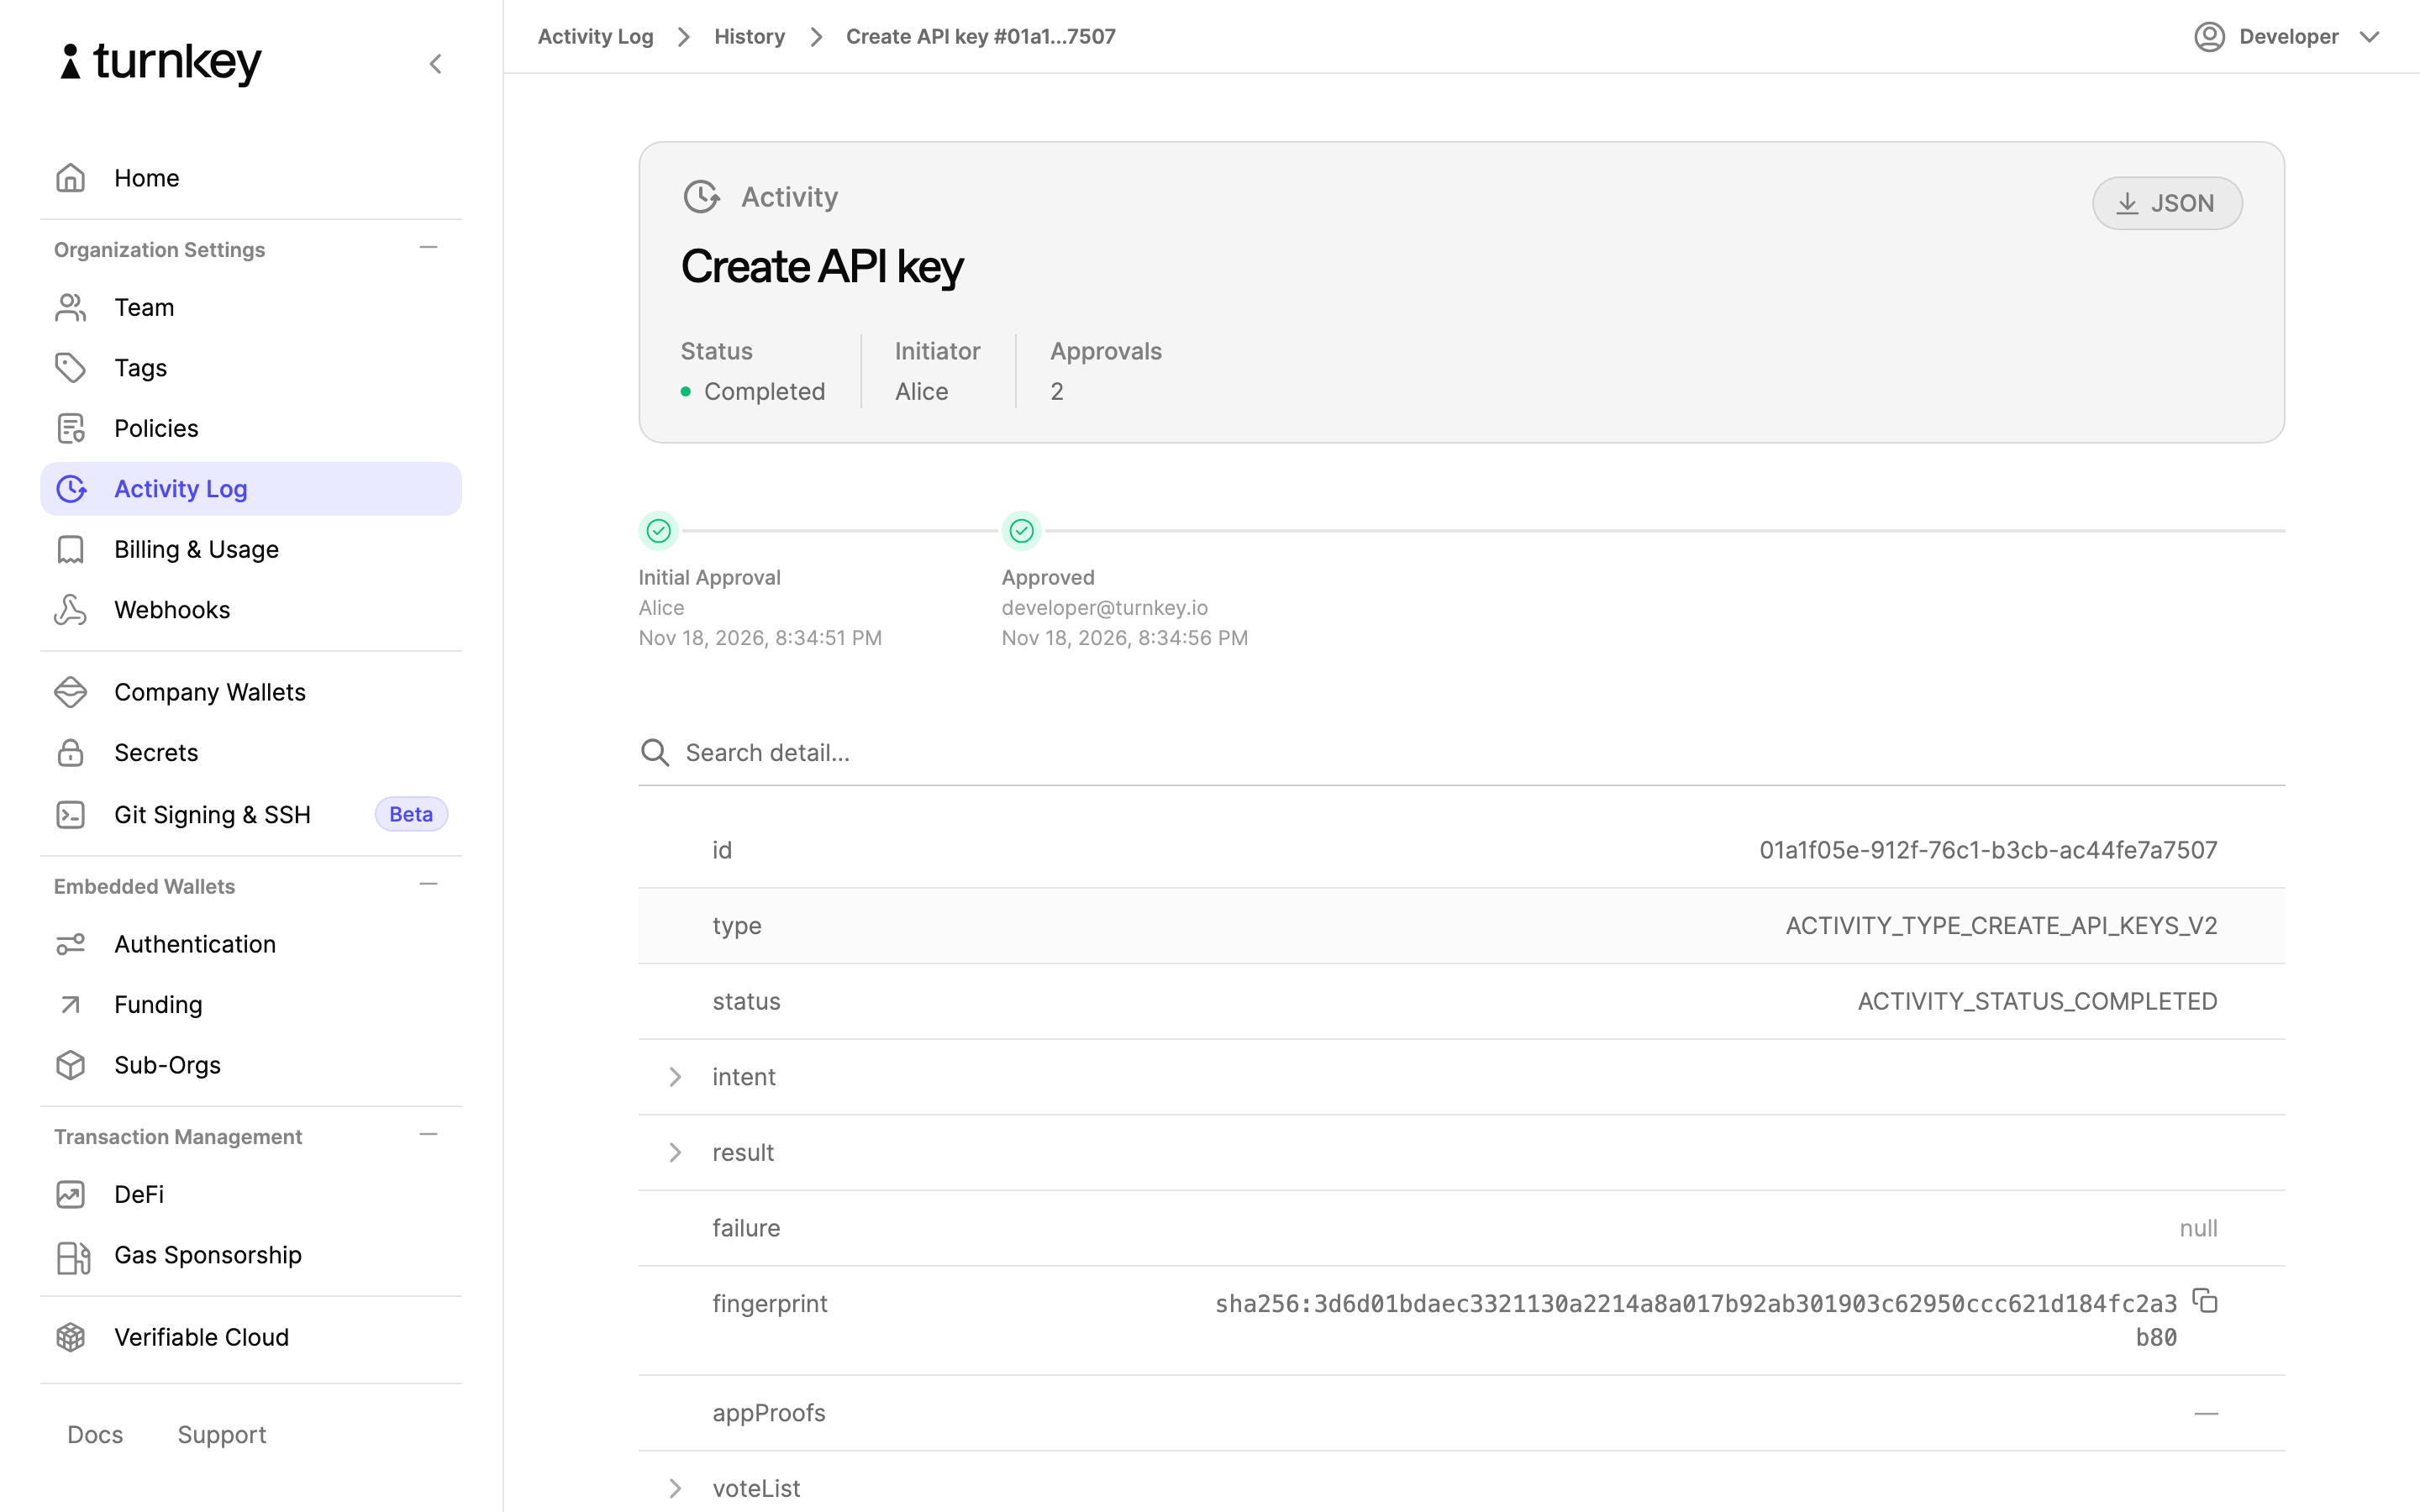 turnkey
Home
Organization Settings
Team
Tags
Policies
Activity Log
Billing & Usage
Webhooks
Company Wallets
Secrets
Git Signing & SSH Beta
Embedded Wallets
Authentication
Funding
Sub-Orgs
Transaction Management
DeFi
Gas Sponsorship
Verifiable Cloud
Docs Support
Activity Log History Create API key #01a1...7507
Developer
Activity
JSON
Create API key
Status Initiator Approvals
Completed Alice 2
Initial Approval
Alice
Nov 18, 2026, 8:34:51 PM
Approved
developer@turnkey.io
Nov 18, 2026, 8:34:56 PM
Search detail...
id 01a1f05e-912f-76c1-b3cb-ac44fe7a7507
type ACTIVITY_TYPE_CREATE_API_KEYS_V2
status ACTIVITY_STATUS_COMPLETED
intent
result
failure null
fingerprint sha256:3d6d01bdaec3321130a2214a8a017b92ab301903c62950ccc621d184fc2a3
b80
appProofs —
voteList